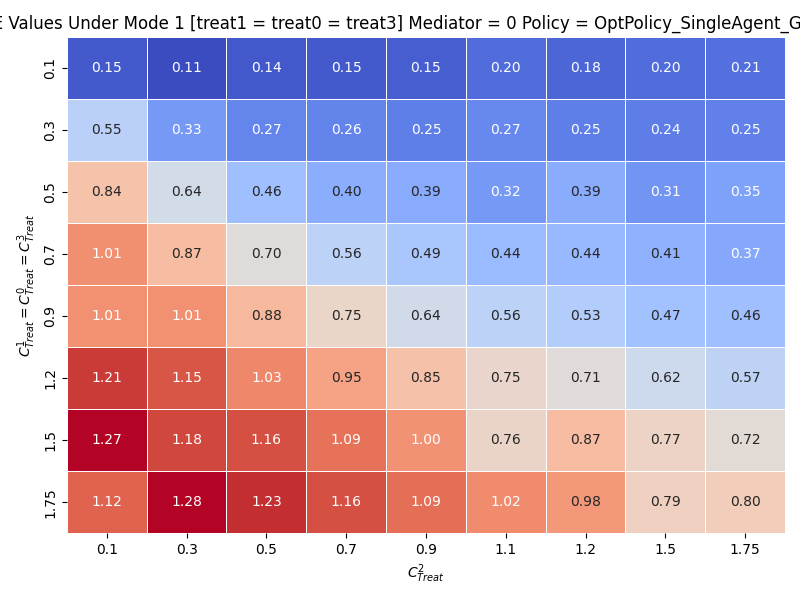 Values Under Mode 1 [treat1 = treat0 = treat3] Mediator = 0 Policy = OptPolicy_SingleAgent_G
0.1 0.15 0.11 0.14 0.15 0.15 0.20 0.18 0.20 0.21
0.3 0.55 0.33 0.27 0.26 0.25 0.27 0.25 0.24 0.25
0.5 0.84 0.64 0.46 0.40 0.39 0.32 0.39 0.31 0.35
0.7 1.01 0.87 0.70 0.56 0.49 0.44 0.44 0.41 0.37
0.9 1.01 1.01 0.88 0.75 0.64 0.56 0.53 0.47 0.46
1.2 1.21 1.15 1.03 0.95 0.85 0.75 0.71 0.62 0.57
1.5 1.27 1.18 1.16 1.09 1.00 0.76 0.87 0.77 0.72
1.75 1.12 1.28 1.23 1.16 1.09 1.02 0.98 0.79 0.80
0.1 0.3 0.5 0.7 0.9 1.1 1.2 1.5 1.75
C^2_{Treat}
C^1_{Treat} = C^0_{Treat} = C^3_{Treat}